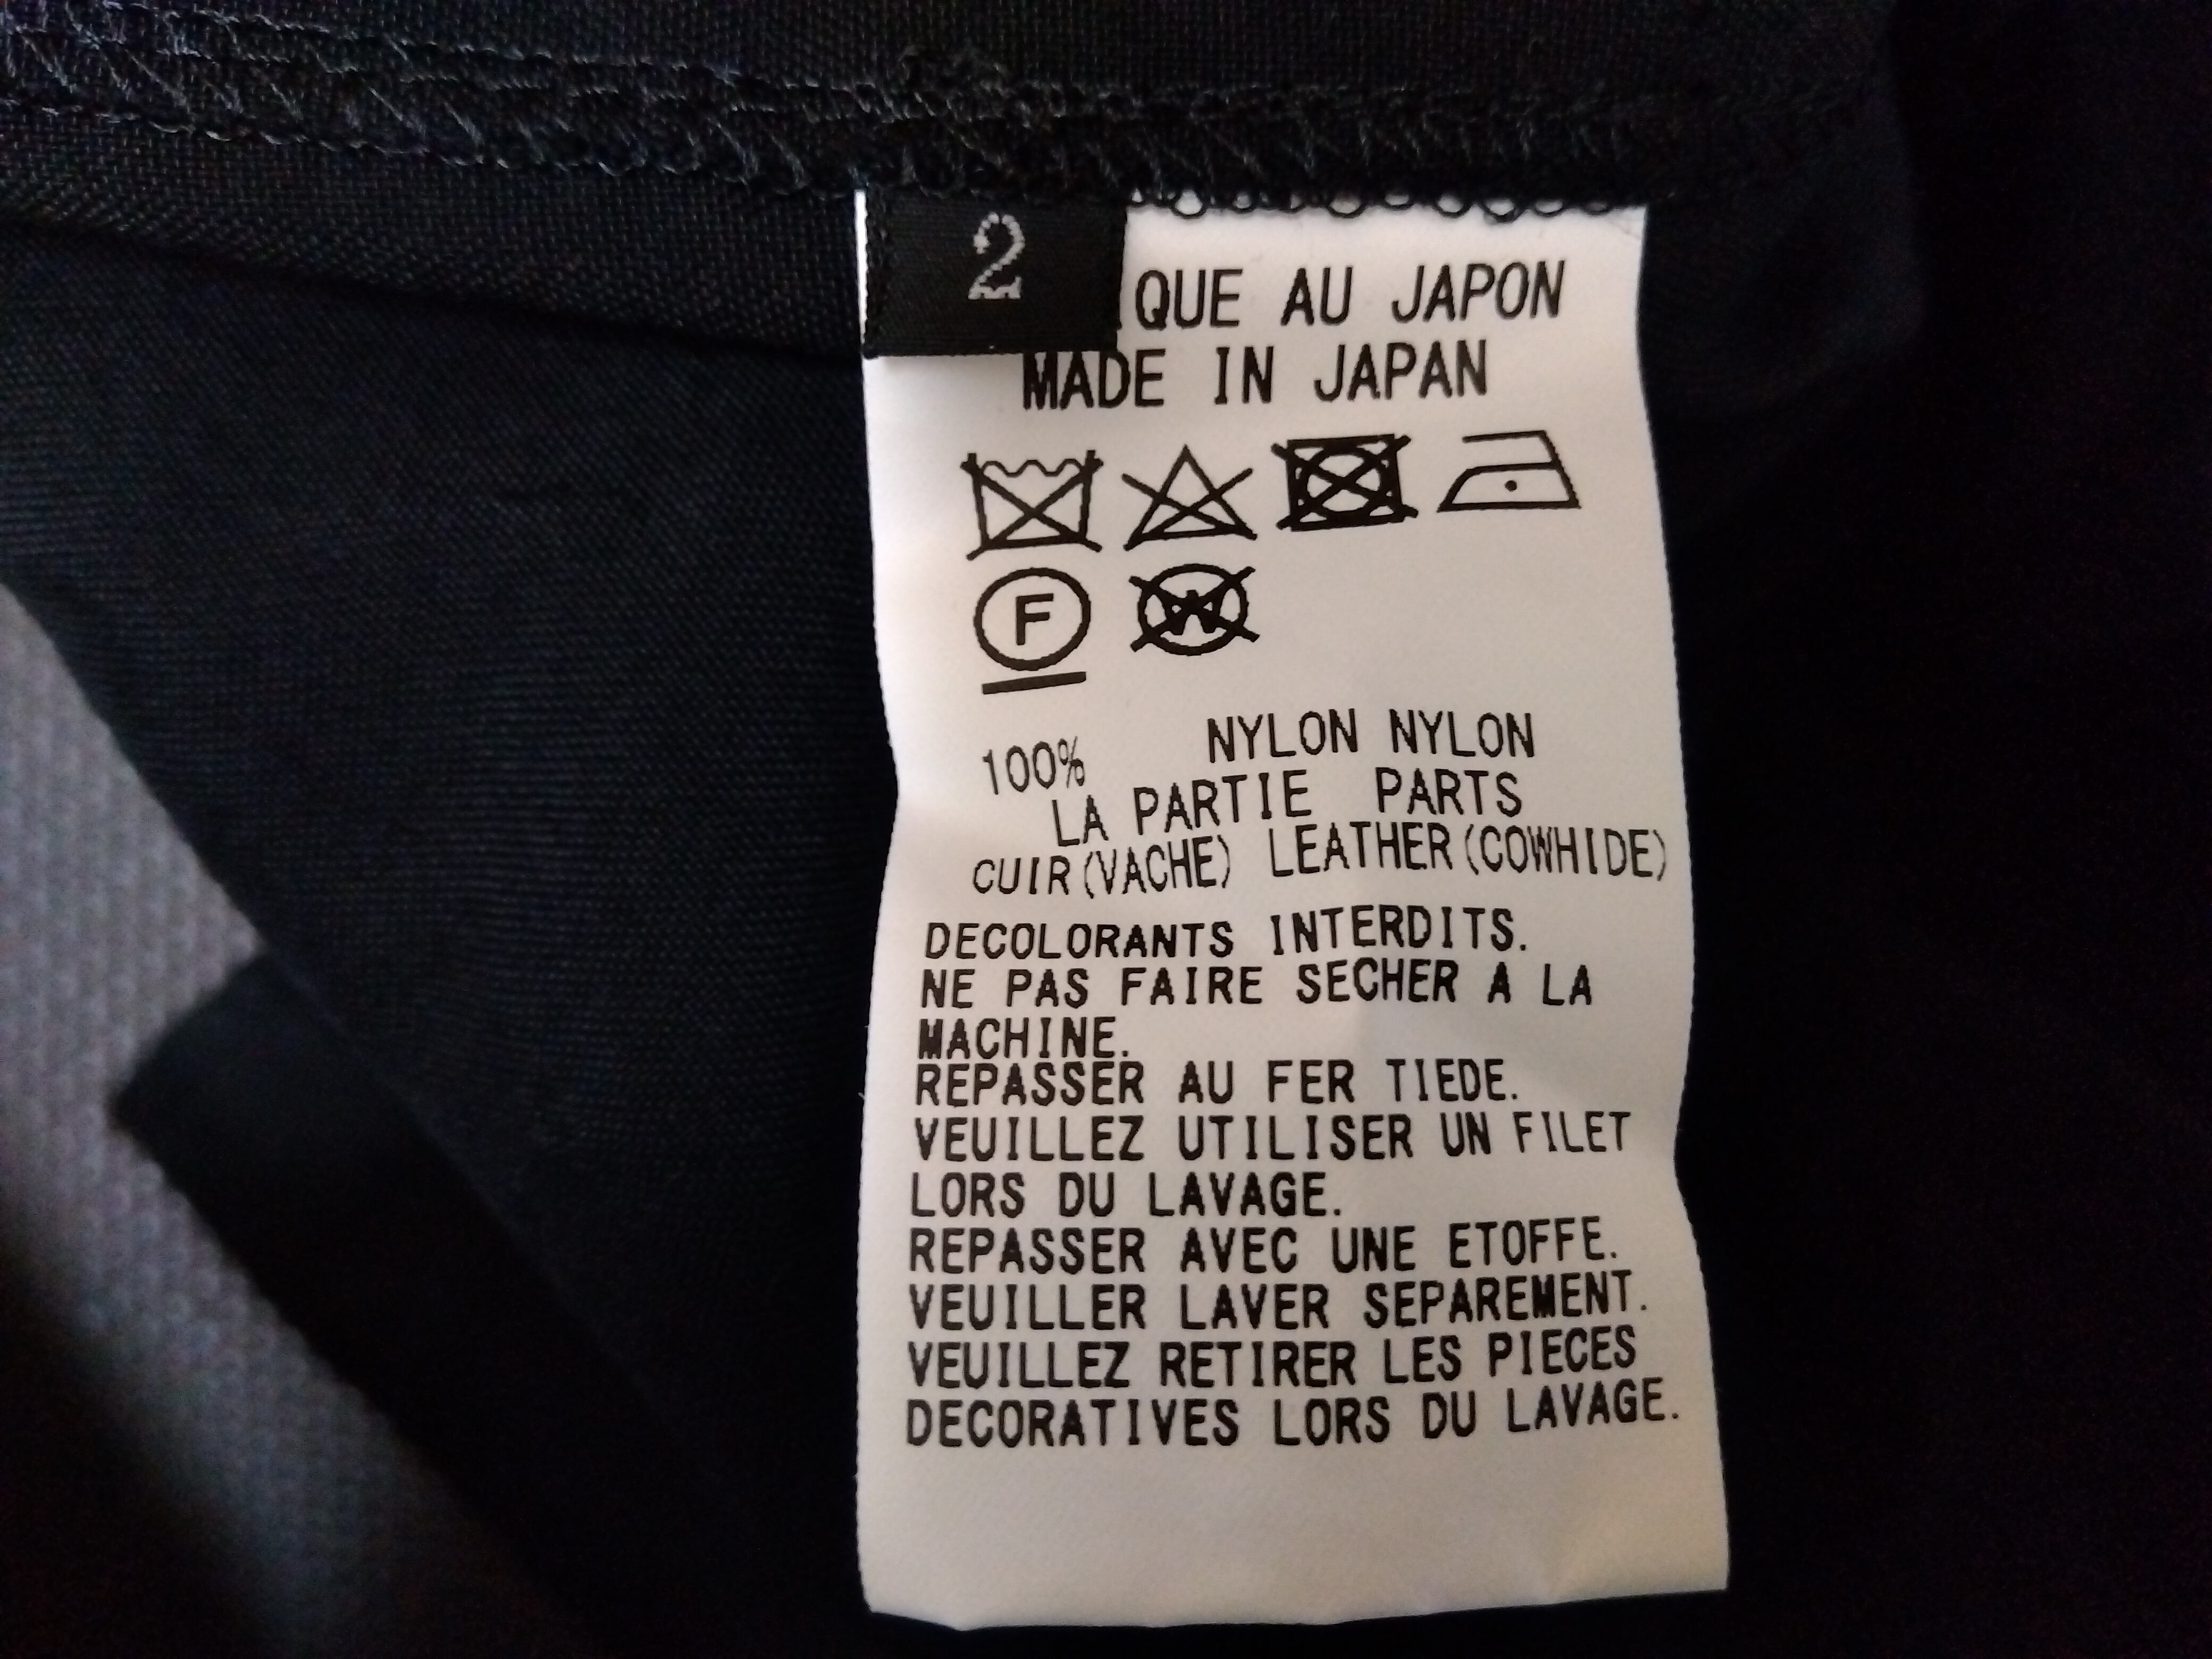 2
QUE AU JAPON
MADE IN JAPAN
F
W
100% NYLON NYLON
LA PARTIE PARTS
CUIR(VACHE) LEATHER(COWHIDE)
DECOLORANTS INTERDITS.
NE PAS FAIRE SECHER A LA
MACHINE.
REPASSER AU FER TIEDE.
VEUILLEZ UTILISER UN FILET
LORS DU LAVAGE.
REPASSER AVEC UNE ETOFFE.
VEUILLER LAVER SEPAREMENT.
VEUILLEZ RETIRER LES PIECES
DECORATIVES LORS DU LAVAGE.